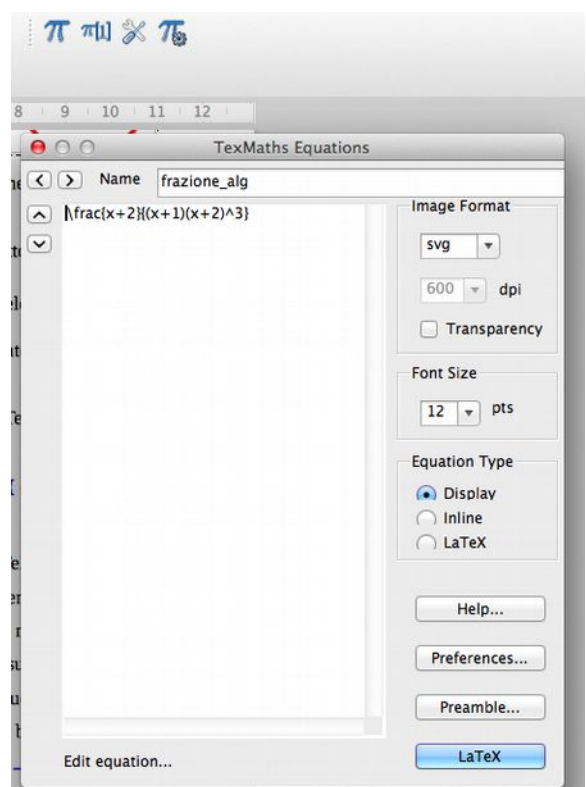 π π[1] π
8 9 10 11 12
TexMaths Equations
Name frazione_alg
\frac{x+2}{(x+1)(x+2)^3}
Image Format
svg
600 dpi
Transparency
Font Size
12 pts
Equation Type
Display
Inline
LaTeX
Help...
Preferences...
Preamble...
Edit equation... LaTeX